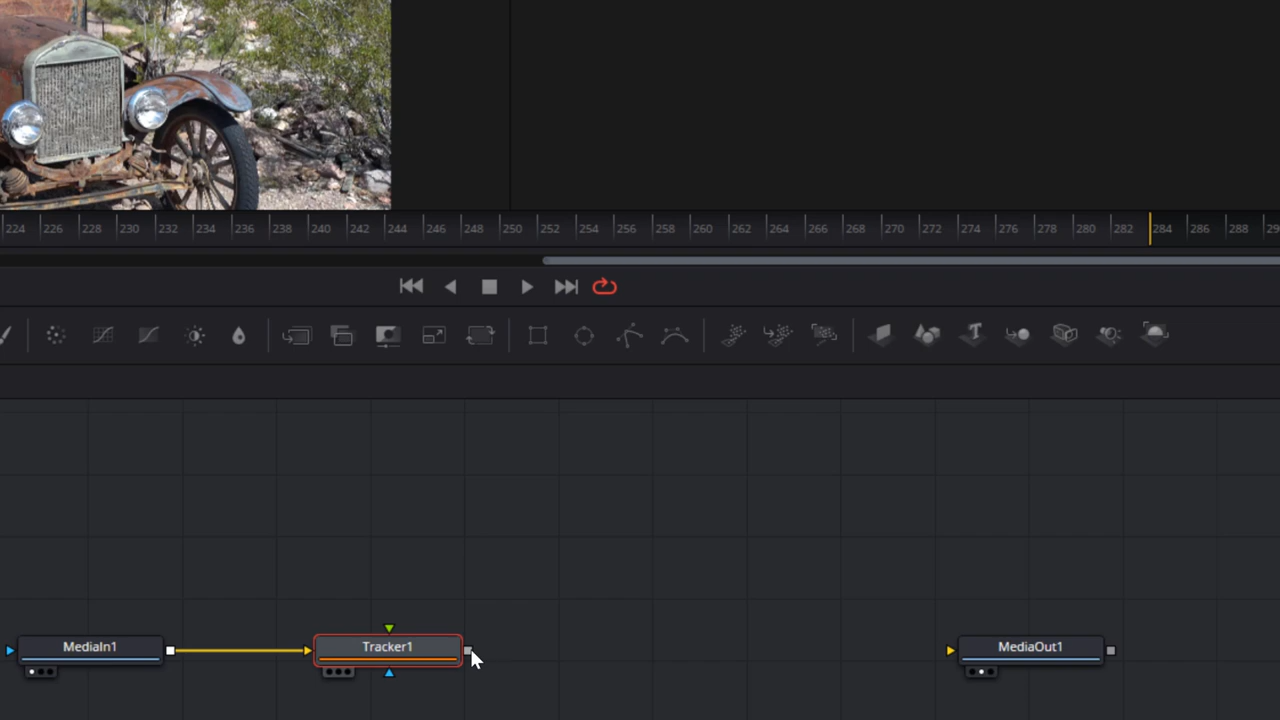 224 226 228 230 232 234 236 238 240 242 244 246 248 250 252 254 256 258 260 262 264 266 268 270 272 274 276 278 280 282 284 286 288
T
MediaIn1 Tracker1 MediaOut1